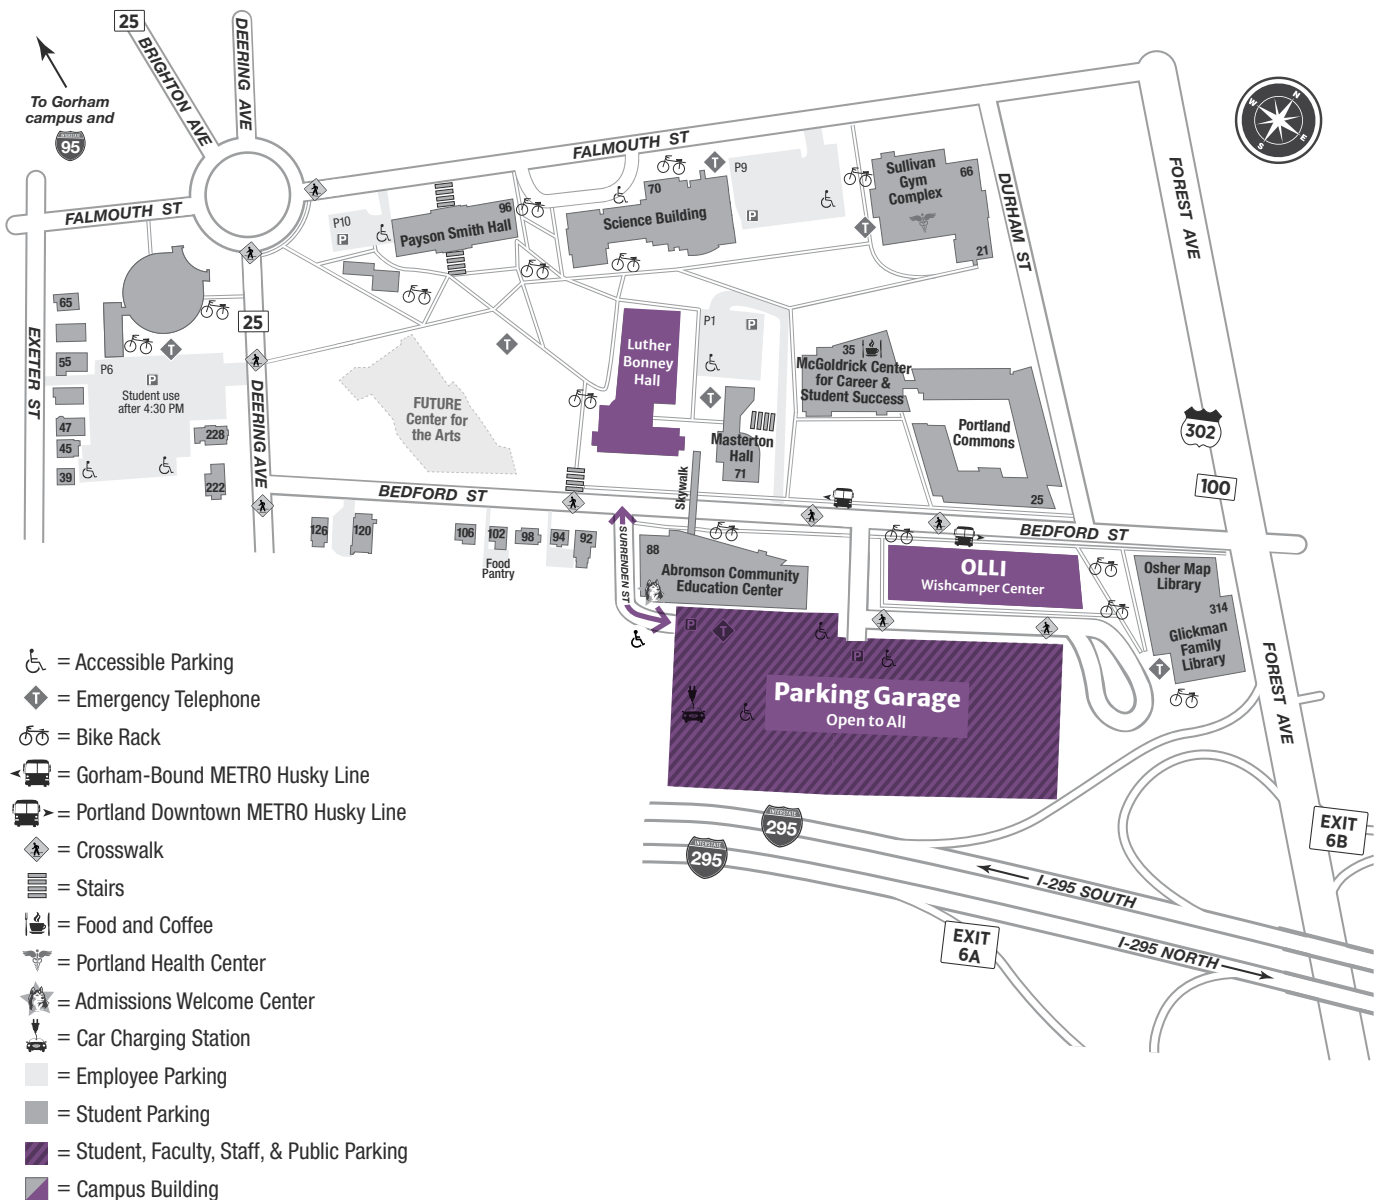 25
BRIGHTON AVE
DEERING AVE
To Gorham
campus and
INTERSTATE
95
FALMOUTH ST
FALMOUTH ST
W
N
S
E
FOREST AVE
DURHAM ST
P10
P
96
Payson Smith Hall
70
Science Building
T
P9
P
T
Sullivan
Gym
Complex
66
21
EXETER ST
65
55
47
45
39
P6
T
P
Student use
after 4:30 PM
228
222
25
DEERING AVE
T
FUTURE
Center for
the Arts
Luther
Bonney
Hall
P1
P
T
Masterton
Hall
71
35
McGoldrick Center
for Career &
Student Success
Portland
Commons
25
302
100
BEDFORD ST
BEDFORD ST
Skywalk
126
120
106
102
98
94
92
Food
Pantry
SURRENDEN ST
88
Abromson Community
Education Center
OLLI
Wishcamper Center
Osher Map
Library
314
Glickman
Family
Library
T
FOREST AVE
P
T
P
Parking Garage
Open to All
INTERSTATE
295
INTERSTATE
295
I-295 SOUTH
I-295 NORTH
EXIT
6B
EXIT
6A
= Accessible Parking
T = Emergency Telephone
= Bike Rack
= Gorham-Bound METRO Husky Line
= Portland Downtown METRO Husky Line
= Crosswalk
= Stairs
= Food and Coffee
= Portland Health Center
= Admissions Welcome Center
= Car Charging Station
= Employee Parking
= Student Parking
= Student, Faculty, Staff, & Public Parking
= Campus Building